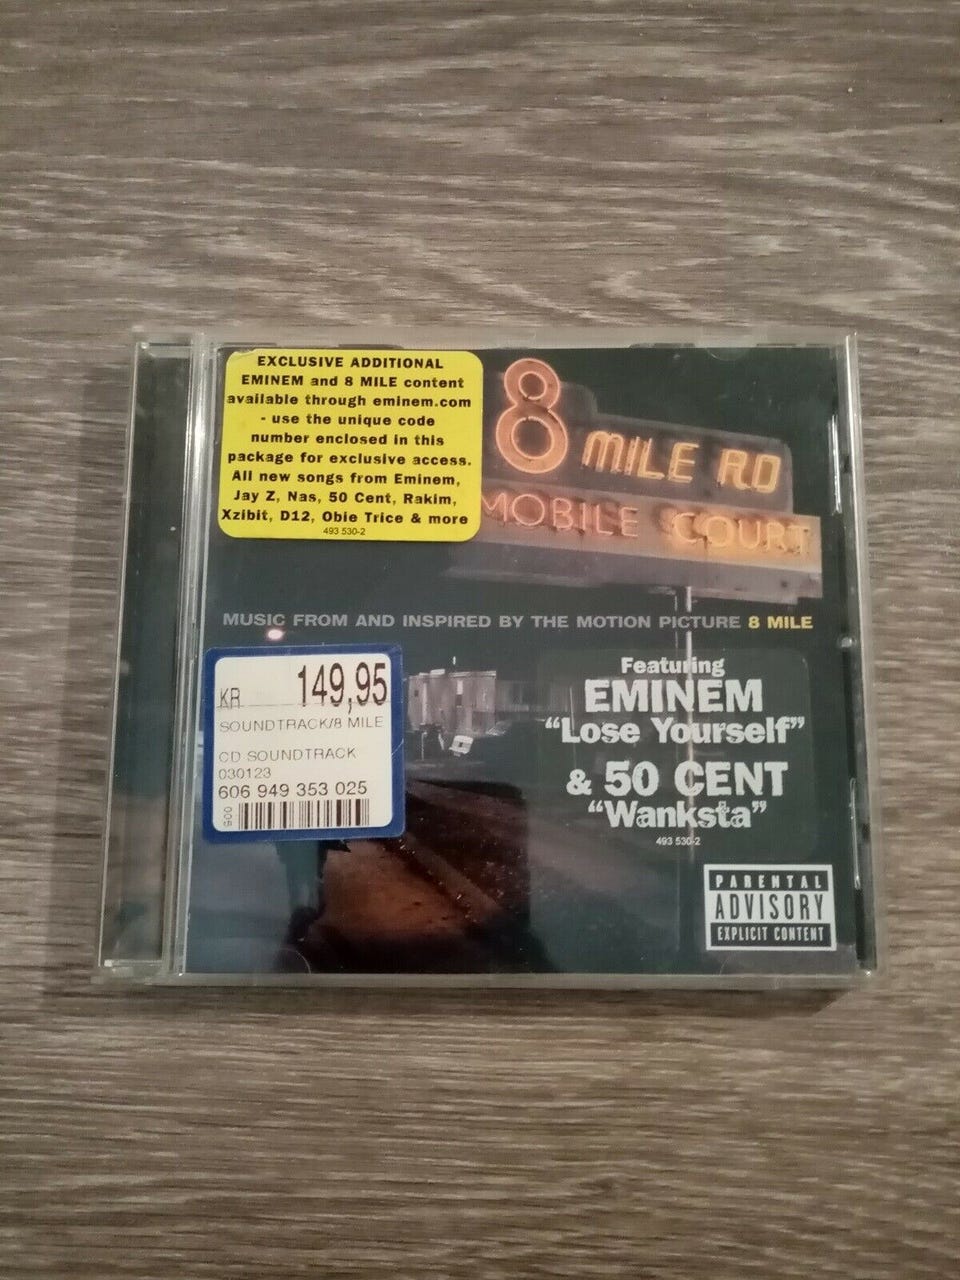 EXCLUSIVE ADDITIONAL
EMINEM and 8 MILE content
available through eminem.com
- use the unique code
number enclosed in this
package for exclusive access.
All new songs from Eminem,
Jay Z, Nas, 50 Cent, Rakim,
Xzibit, D12, Obie Trice & more
493 530-2
8 MILE RD
MOBILE COURT
MUSIC FROM AND INSPIRED BY THE MOTION PICTURE 8 MILE
KR 149,95
SOUNDTRACK/8 MILE
CD SOUNDTRACK
030123
606 949 353 025
006
Featuring
EMINEM
“Lose Yourself”
& 50 CENT
“Wanksta”
493 530-2
PARENTAL
ADVISORY
EXPLICIT CONTENT